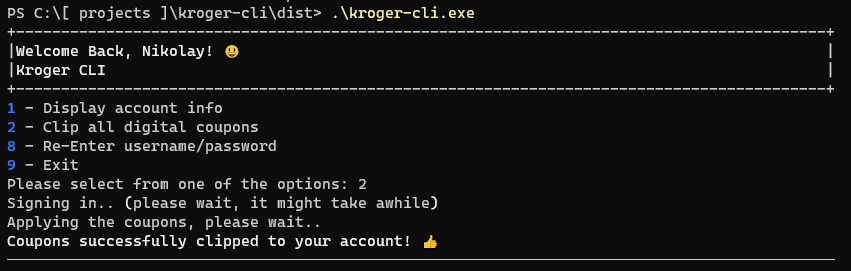 PS C:\[ projects ]\kroger-cli\dist> .\kroger-cli.exe
+------------------------------------------------------------------------------------------+
|Welcome Back, Nikolay! 😃 |
|Kroger CLI |
+------------------------------------------------------------------------------------------+
1 - Display account info
2 - Clip all digital coupons
8 - Re-Enter username/password
9 - Exit
Please select from one of the options: 2
Signing in.. (please wait, it might take awhile)
Applying the coupons, please wait..
Coupons successfully clipped to your account! 👍